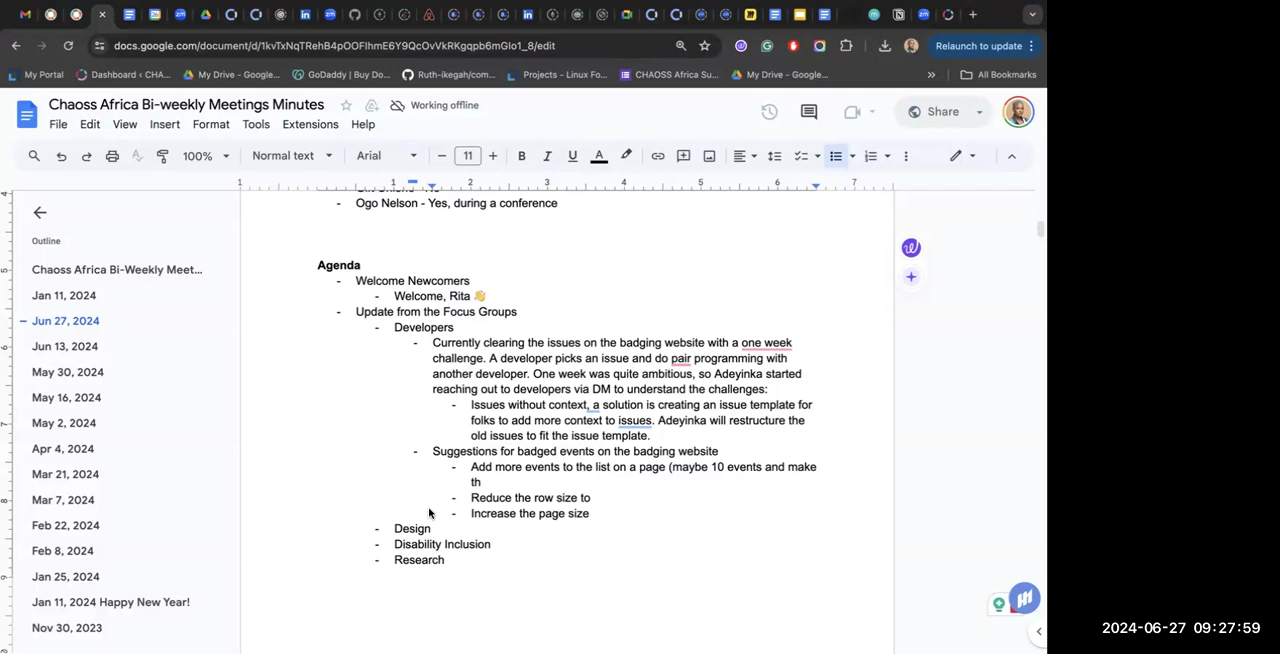 docs.google.com/document/d/1kvTxNqTRehB4pOOFlhmE6Y9QcOvVkRKgqpb6mGlo1_8/edit
Relaunch to update
My Portal
Dashboard ‹ CHA...
My Drive - Google...
GoDaddy | Buy Do...
Ruth-ikegah/com...
Projects - Linux Fo...
CHAOSS Africa Su...
My Drive - Google...
»
All Bookmarks
Chaoss Africa Bi-weekly Meetings Minutes
Working offline
File Edit View Insert Format Tools Extensions Help
Share
100% Normal text Arial 11 B I U A
1 1 2 3 4 5 6 7
Ogo Nelson - Yes, during a conference
Outline
Chaoss Africa Bi-Weekly Meet...
Jan 11, 2024
Jun 27, 2024
Jun 13, 2024
May 30, 2024
May 16, 2024
May 2, 2024
Apr 4, 2024
Mar 21, 2024
Mar 7, 2024
Feb 22, 2024
Feb 8, 2024
Jan 25, 2024
Jan 11, 2024 Happy New Year!
Nov 30, 2023
Agenda
- Welcome Newcomers
- Welcome, Rita 👋
- Update from the Focus Groups
- Developers
- Currently clearing the issues on the badging website with a one week
challenge. A developer picks an issue and do pair programming with
another developer. One week was quite ambitious, so Adeyinka started
reaching out to developers via DM to understand the challenges:
- Issues without context, a solution is creating an issue template for
folks to add more context to issues. Adeyinka will restructure the
old issues to fit the issue template.
- Suggestions for badged events on the badging website
- Add more events to the list on a page (maybe 10 events and make
th
- Reduce the row size to
- Increase the page size
- Design
- Disability Inclusion
- Research
2024-06-27 09:27:59